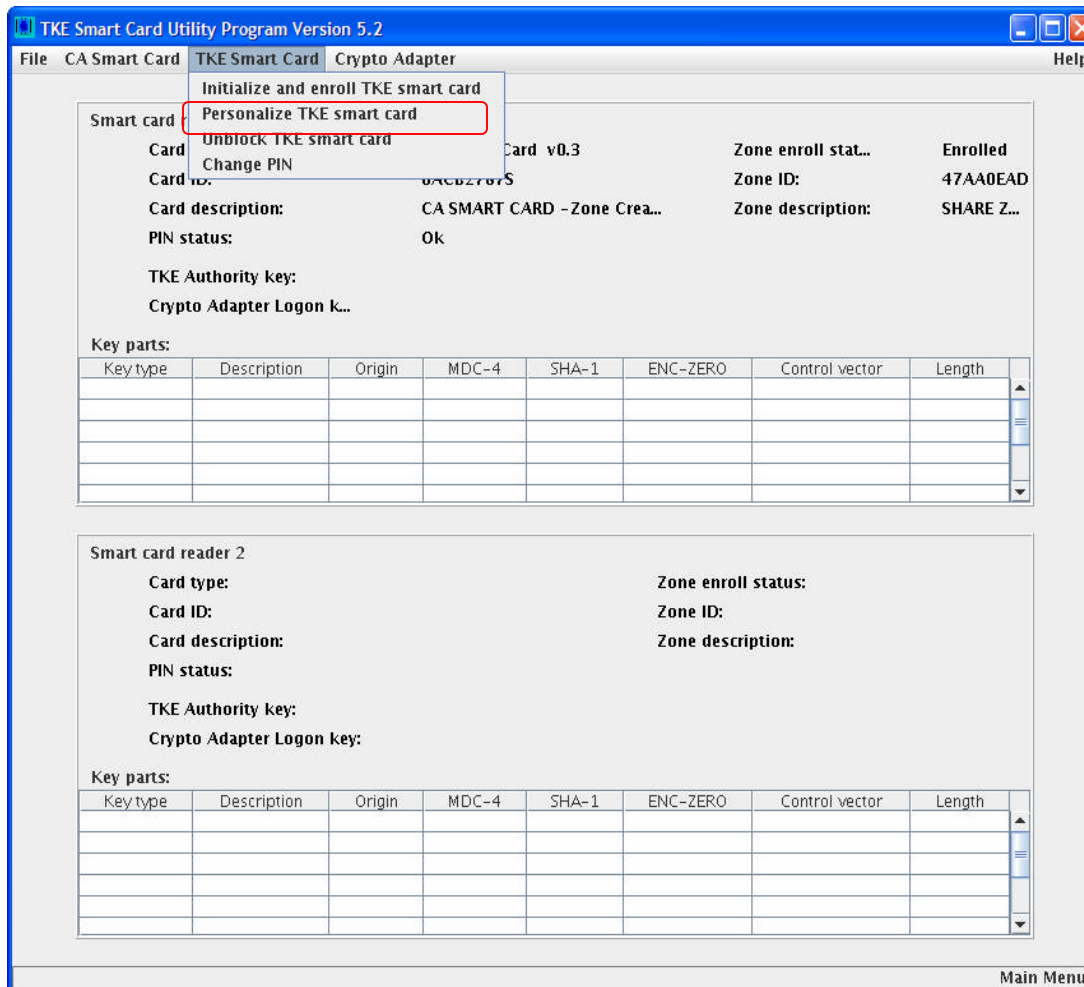 TKE Smart Card Utility Program Version 5.2
File CA Smart Card TKE Smart Card Crypto Adapter Help
Initialize and enroll TKE smart card
Smart card Personalize TKE smart card
Unblock TKE smart card
Card Card v0.3 Zone enroll stat... Enrolled
Change PIN
Card ID: Zone ID: 47AA0EAD
Card description: CA SMART CARD -Zone Crea... Zone description: SHARE Z...
PIN status: Ok
TKE Authority key:
Crypto Adapter Logon k...
Key parts:
Key type Description Origin MDC-4 SHA-1 ENC-ZERO Control vector Length
Smart card reader 2
Card type: Zone enroll status:
Card ID: Zone ID:
Card description: Zone description:
PIN status:
TKE Authority key:
Crypto Adapter Logon key:
Key parts:
Key type Description Origin MDC-4 SHA-1 ENC-ZERO Control vector Length
Main Menu